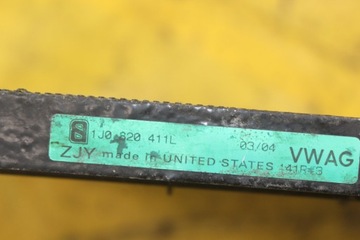 1J0 820 411L 03/04 VWAG
ZJY made in UNITED STATES